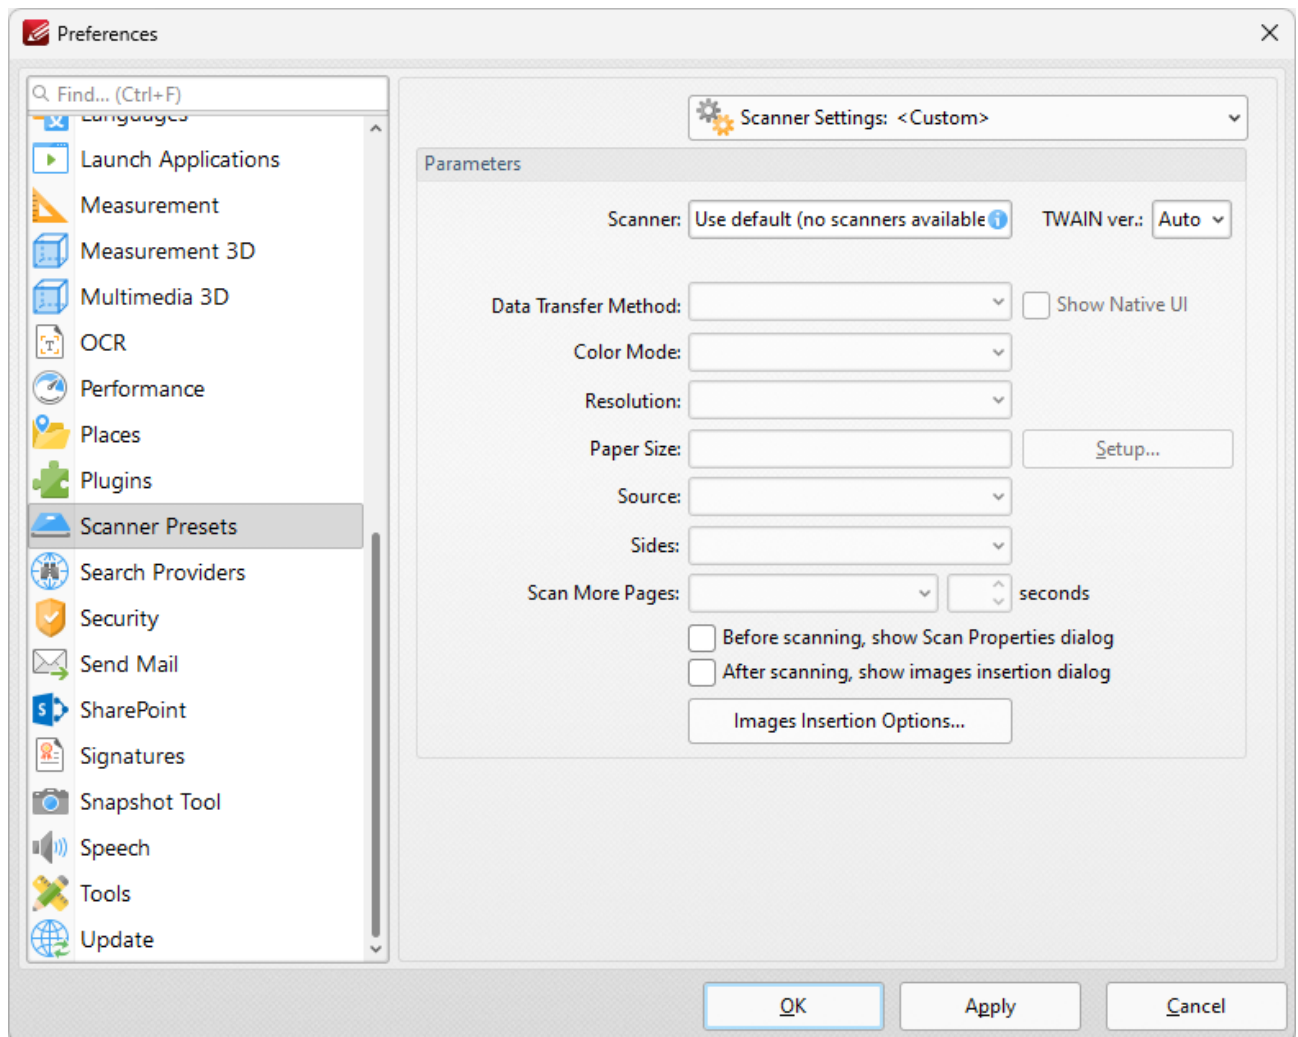 Preferences
Find... (Ctrl+F)
Languages
Launch Applications
Measurement
Measurement 3D
Multimedia 3D
OCR
Performance
Places
Plugins
Scanner Presets
Search Providers
Security
Send Mail
SharePoint
Signatures
Snapshot Tool
Speech
Tools
Update
Scanner Settings: <Custom>
Parameters
Scanner: Use default (no scanners available TWAIN ver.: Auto
Data Transfer Method: Show Native UI
Color Mode:
Resolution:
Paper Size: Setup...
Source:
Sides:
Scan More Pages: seconds
Before scanning, show Scan Properties dialog
After scanning, show images insertion dialog
Images Insertion Options...
OK Apply Cancel